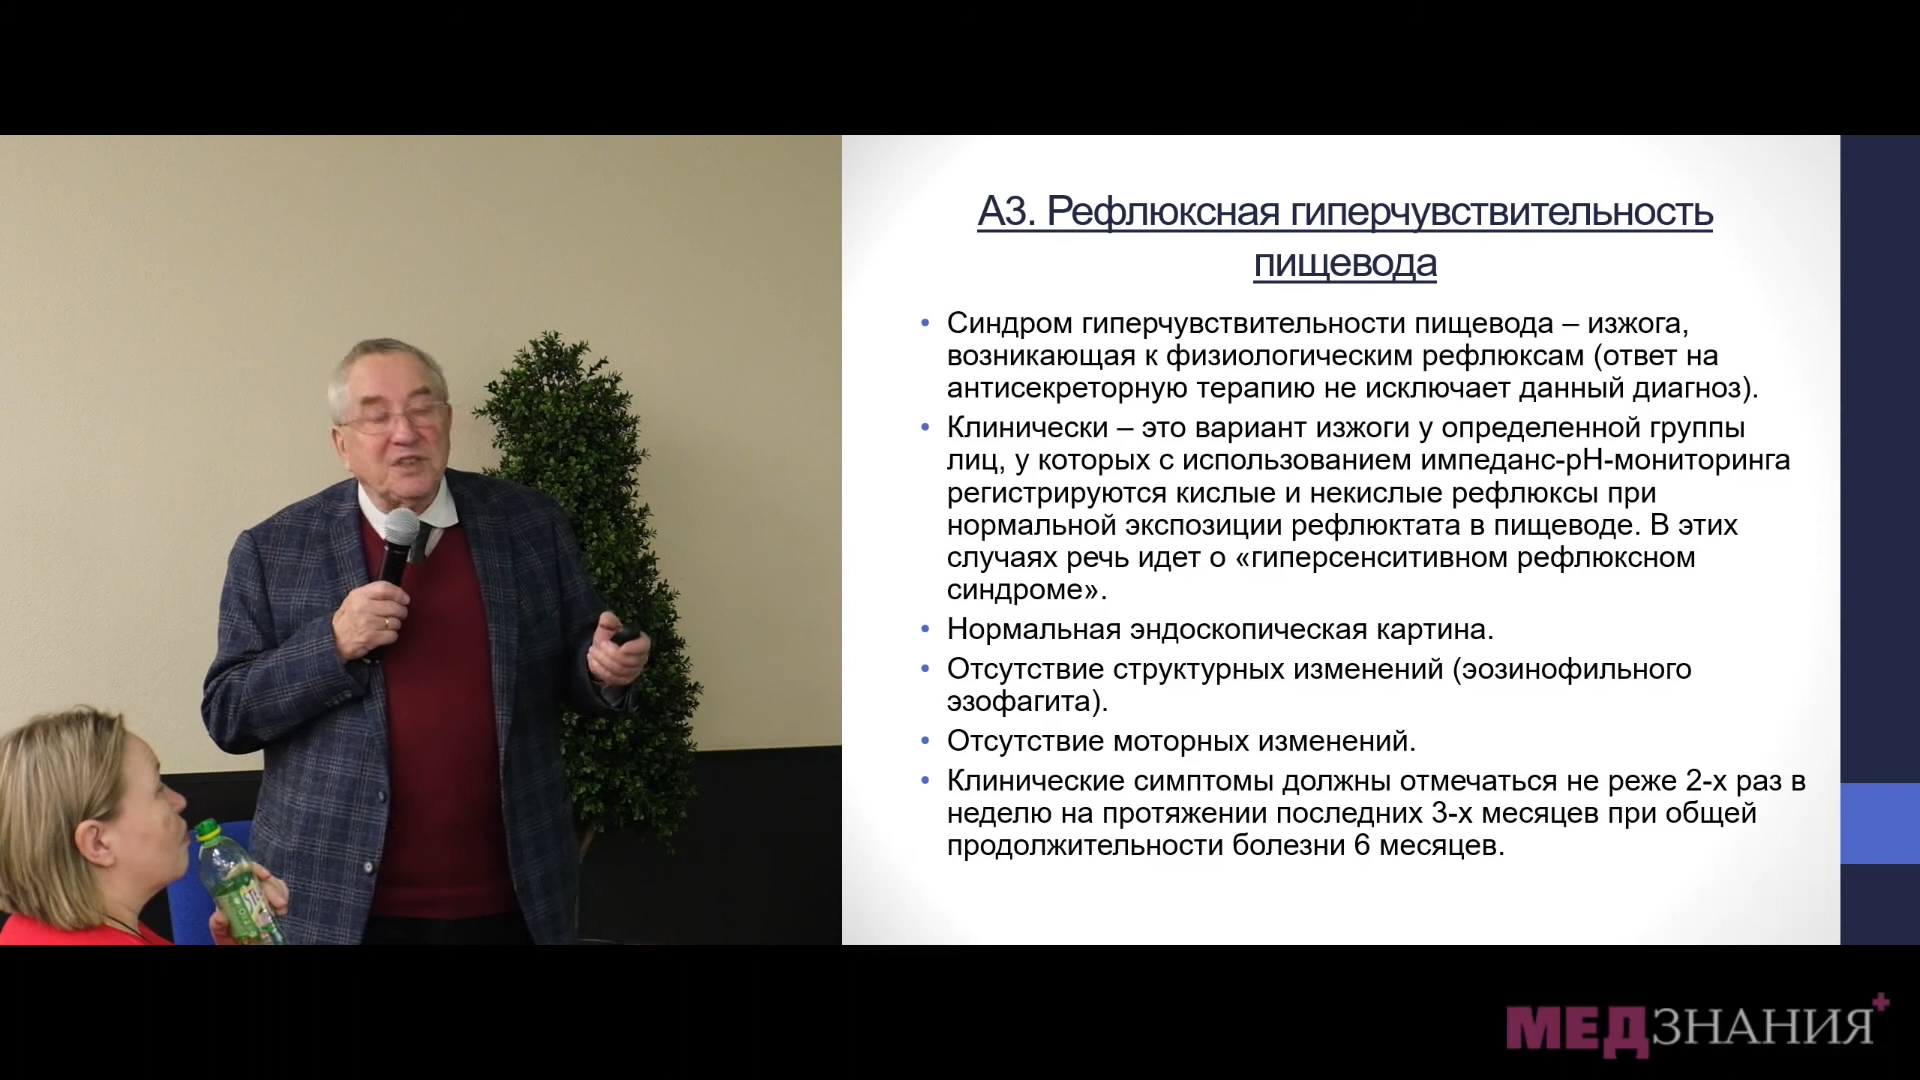 А3. Рефлюксная гиперчувствительность
пищевода
• Синдром гиперчувствительности пищевода – изжога,
возникающая к физиологическим рефлюксам (ответ на
антисекреторную терапию не исключает данный диагноз).
• Клинически – это вариант изжоги у определенной группы
лиц, у которых с использованием импеданс-рН-мониторинга
регистрируются кислые и некислые рефлюксы при
нормальной экспозиции рефлюктата в пищеводе. В этих
случаях речь идет о «гиперсенситивном рефлюксном
синдроме».
• Нормальная эндоскопическая картина.
• Отсутствие структурных изменений (эозинофильного
эзофагита).
• Отсутствие моторных изменений.
• Клинические симптомы должны отмечаться не реже 2-х раз в
неделю на протяжении последних 3-х месяцев при общей
продолжительности болезни 6 месяцев.
МЕДЗНАНИЯ+